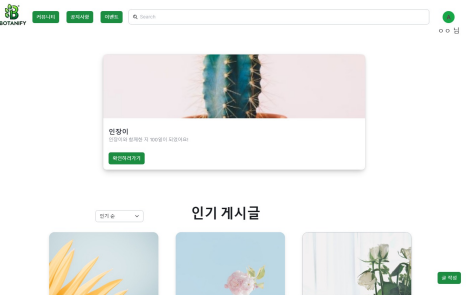 BOTANIFY
커뮤니티
공지사항
이벤트
Search
A
ㅇㅇ 님
인장이
인장이와 함께한 지 100일이 되었어요!
확인하러가기
인기 순
인기 게시글
글 작성